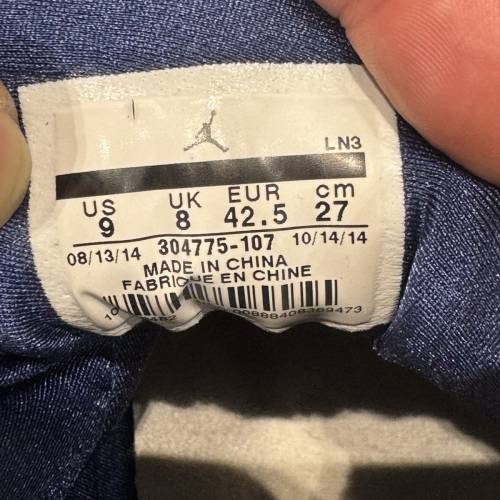 LN3
US UK EUR cm
9 8 42.5 27
08/13/14 304775-107 10/14/14
MADE IN CHINA
FABRIQUE EN CHINE